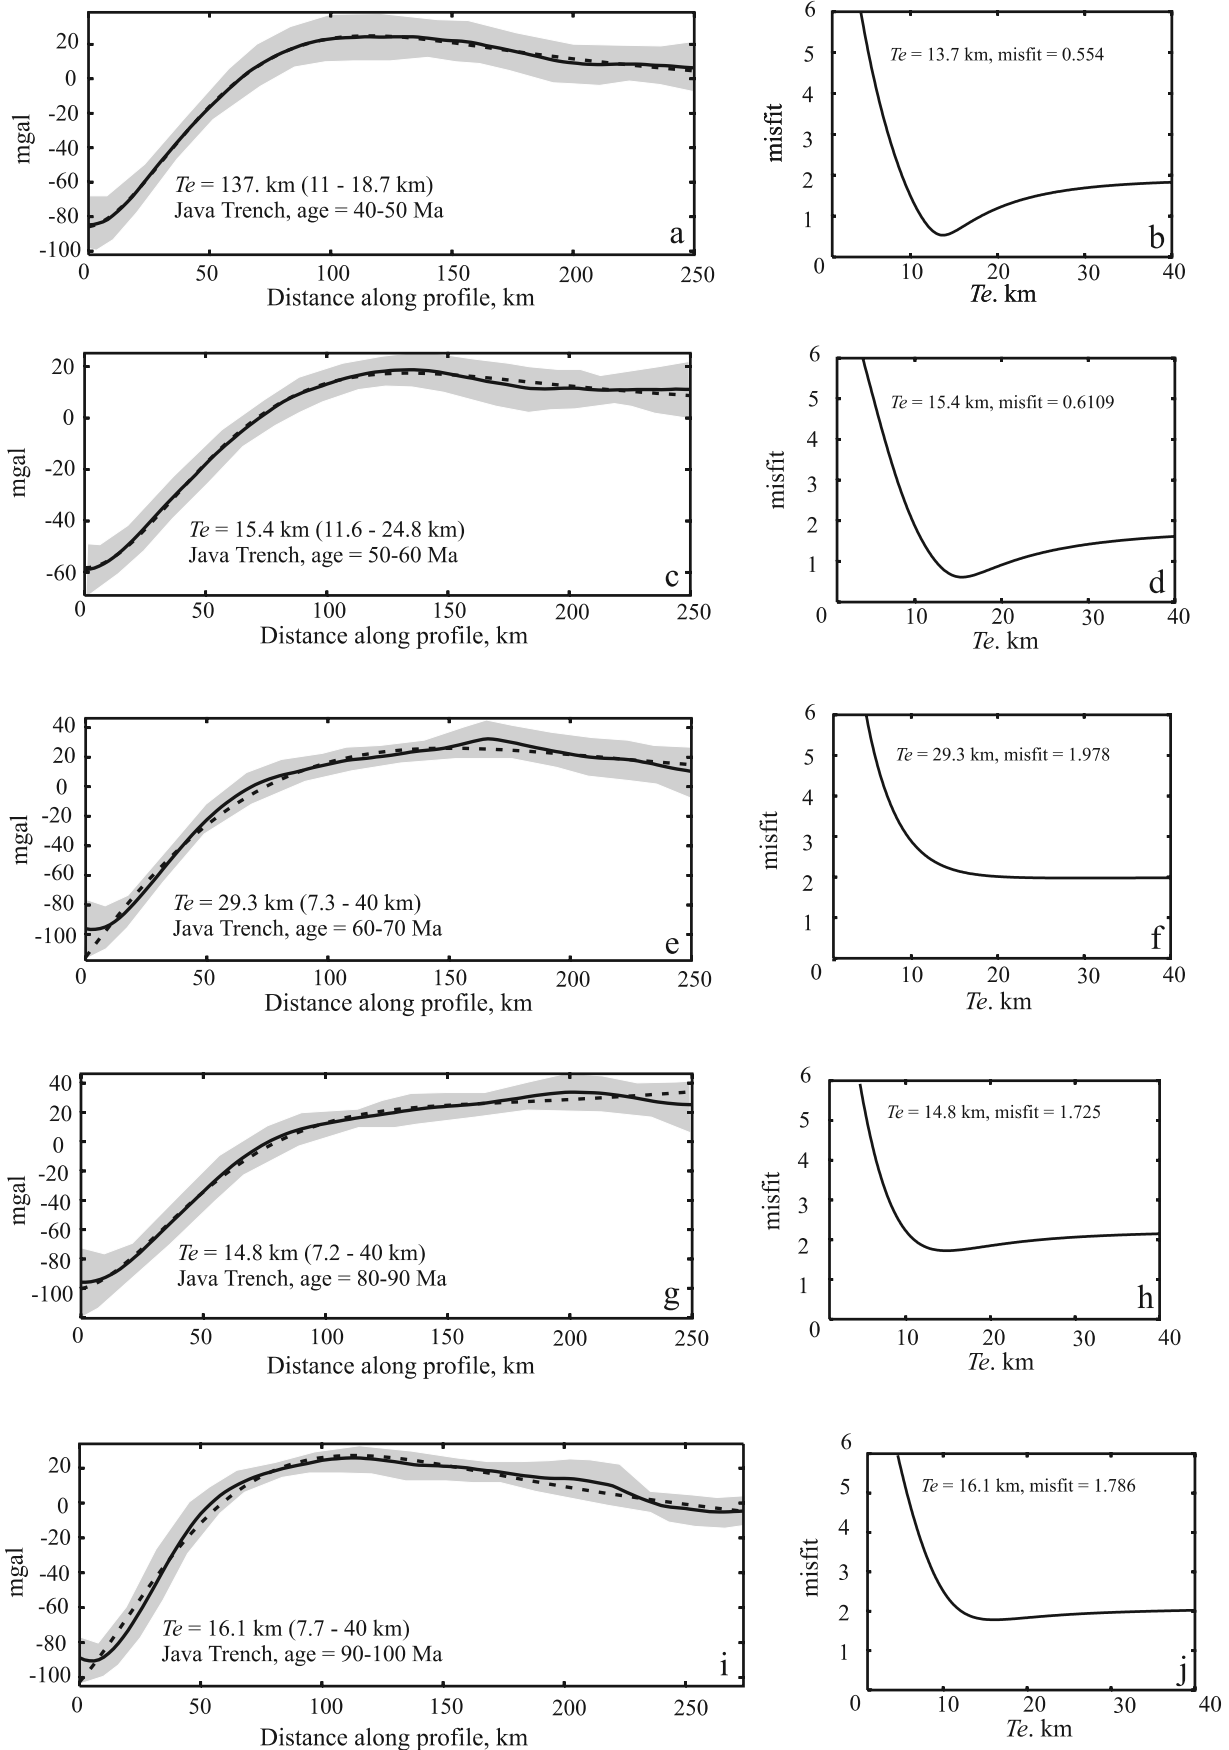 20
0
-20
-40
-60
-80
-100
mgal
Te = 137. km (11 - 18.7 km)
Java Trench, age = 40-50 Ma
a
0 50 100 150 200 250
Distance along profile, km
6
5
4
3
2
1
0
misfit
Te = 13.7 km, misfit = 0.554
b
10 20 30 40
Te. km
20
0
-20
-40
-60
mgal
Te = 15.4 km (11.6 - 24.8 km)
Java Trench, age = 50-60 Ma
c
0 50 100 150 200 250
Distance along profile, km
6
5
4
3
2
1
0
misfit
Te = 15.4 km, misfit = 0.6109
d
10 20 30 40
Te. km
40
20
0
-20
-40
-60
-80
-100
mgal
Te = 29.3 km (7.3 - 40 km)
Java Trench, age = 60-70 Ma
e
0 50 100 150 200 250
Distance along profile, km
6
5
4
3
2
1
0
misfit
Te = 29.3 km, misfit = 1.978
f
10 20 30 40
Te. km
40
20
0
-20
-40
-60
-80
-100
mgal
Te = 14.8 km (7.2 - 40 km)
Java Trench, age = 80-90 Ma
g
0 50 100 150 200 250
Distance along profile, km
6
5
4
3
2
1
0
misfit
Te = 14.8 km, misfit = 1.725
h
10 20 30 40
Te. km
20
0
-20
-40
-60
-80
-100
mgal
Te = 16.1 km (7.7 - 40 km)
Java Trench, age = 90-100 Ma
i
0 50 100 150 200 250
Distance along profile, km
6
5
4
3
2
1
0
misfit
Te = 16.1 km, misfit = 1.786
j
10 20 30 40
Te. km